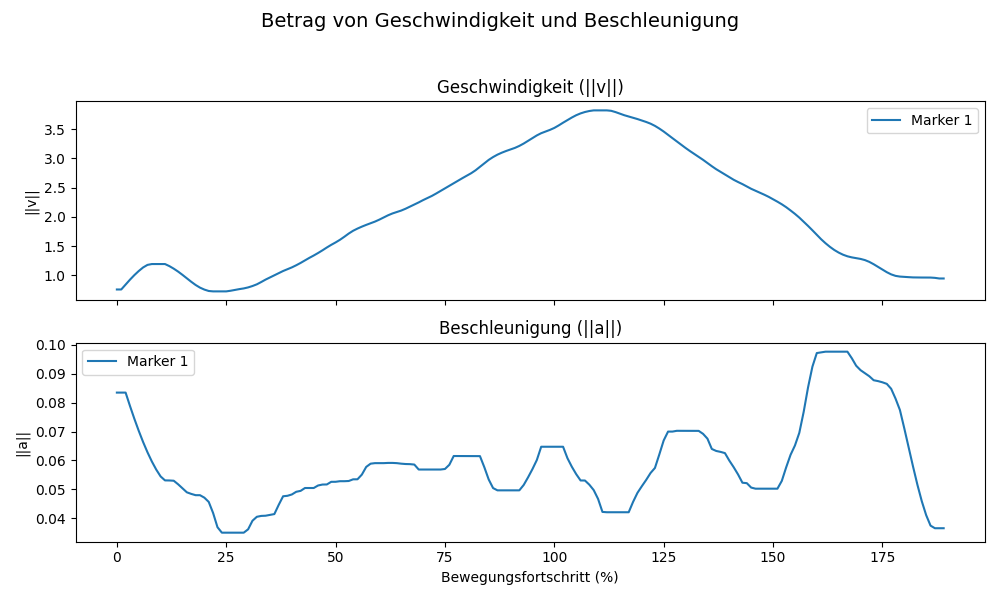 Betrag von Geschwindigkeit und Beschleunigung
Geschwindigkeit (||v||)
Marker 1
||v||
3.5
3.0
2.5
2.0
1.5
1.0
Beschleunigung (||a||)
Marker 1
||a||
0.10
0.09
0.08
0.07
0.06
0.05
0.04
0 25 50 75 100 125 150 175
Bewegungsfortschritt (%)